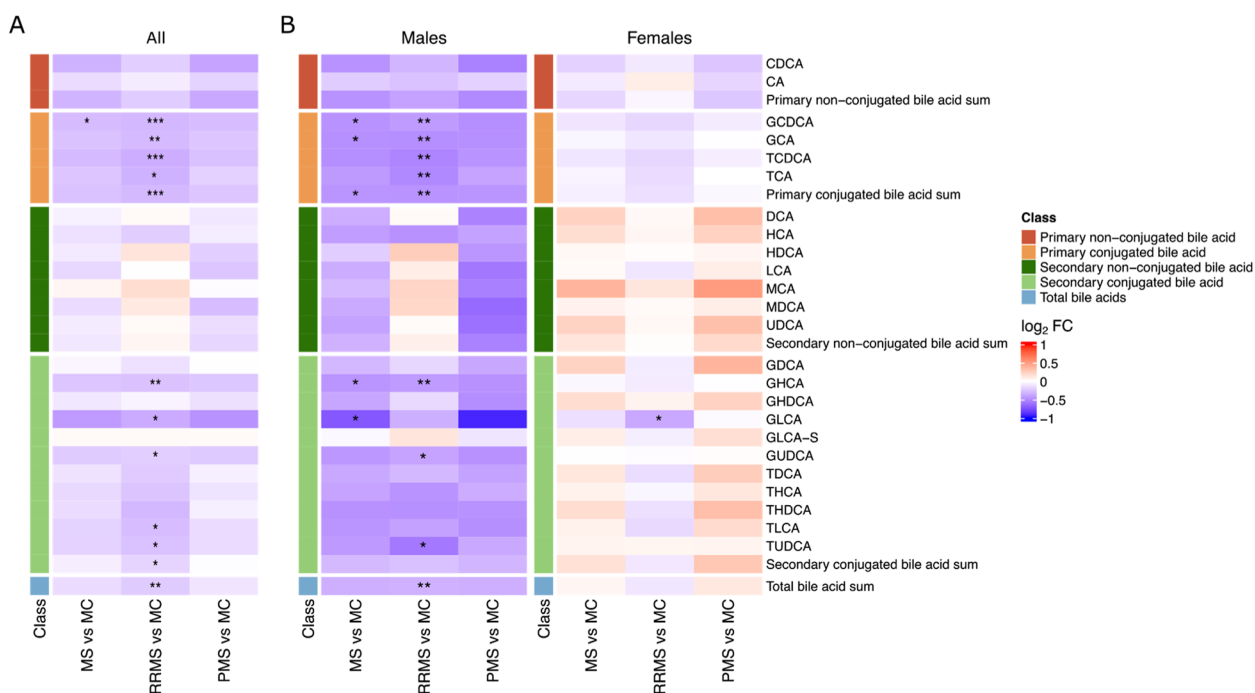 A
B
All
Males
Females
CDCA
CA
Primary non-conjugated bile acid sum
* *** * ** GCDCA
** * ** GCA
*** ** TCDCA
* ** TCA
*** * ** Primary conjugated bile acid sum
DCA
HCA
HDCA
LCA
MCA
MDCA
UDCA
Secondary non-conjugated bile acid sum
GDCA
** * ** GHCA
GHDCA
* * * GLCA
GLCA-S
* * GUDCA
TDCA
THCA
THDCA
* TLCA
* * TUDCA
* Secondary conjugated bile acid sum
** ** Total bile acid sum
Class
MS vs MC
RRMS vs MC
PMS vs MC
Class
MS vs MC
RRMS vs MC
PMS vs MC
Class
MS vs MC
RRMS vs MC
PMS vs MC
Class
Primary non-conjugated bile acid
Primary conjugated bile acid
Secondary non-conjugated bile acid
Secondary conjugated bile acid
Total bile acids
log₂ FC
1
0.5
0
-0.5
-1